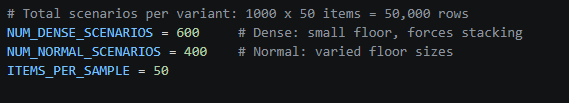 # Total scenarios per variant: 1000 x 50 items = 50,000 rows
NUM_DENSE_SCENARIOS = 600     # Dense: small floor, forces stacking
NUM_NORMAL_SCENARIOS = 400    # Normal: varied floor sizes
ITEMS_PER_SAMPLE = 50